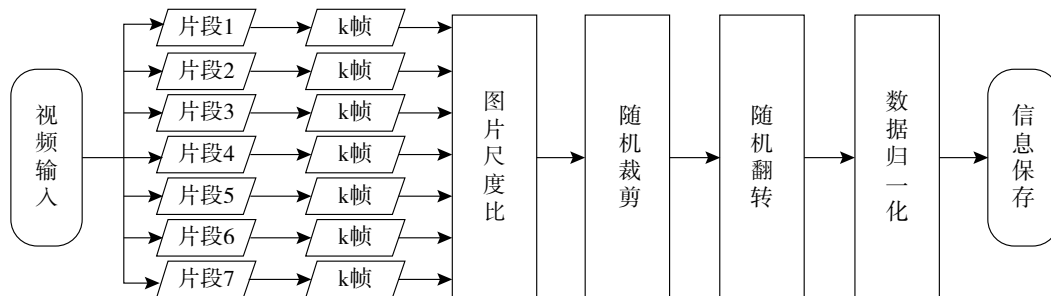 视频输入
片段1
k帧
片段2
k帧
片段3
k帧
片段4
k帧
片段5
k帧
片段6
k帧
片段7
k帧
图片尺度比
随机裁剪
随机翻转
数据归一化
信息保存